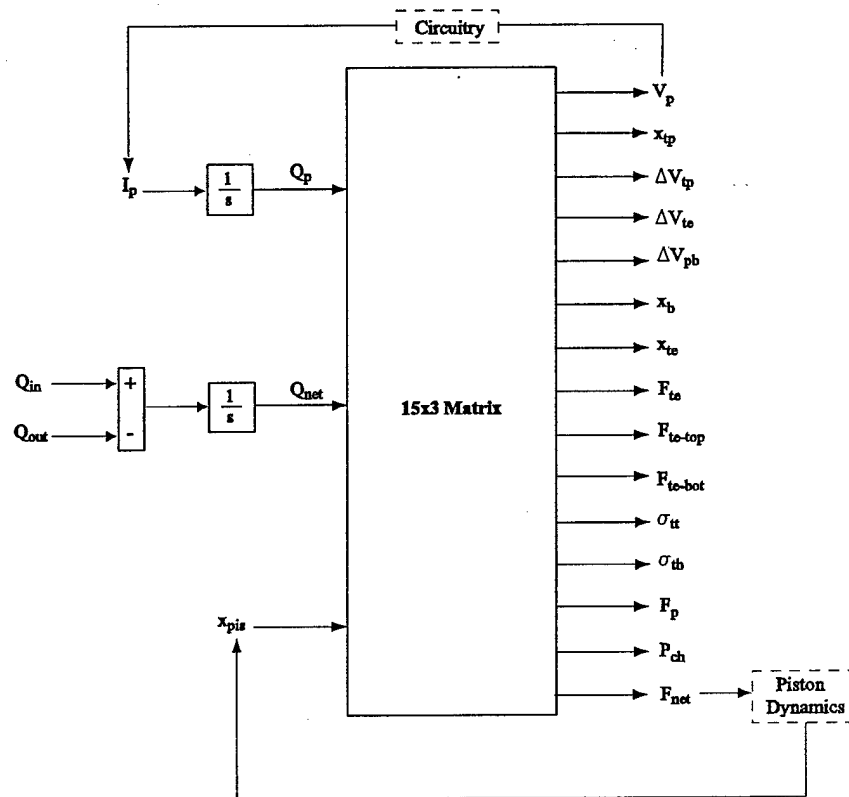 Circuitry
V_p
x_tp
I_p
1
s
Q_p
ΔV_tp
ΔV_te
ΔV_pb
x_b
x_te
Q_in
+
Q_out
-
1
s
Q_net
15x3 Matrix
F_te
F_te-top
F_te-bot
σ_tt
σ_tb
x_pis
F_p
P_ch
F_net
Piston
Dynamics